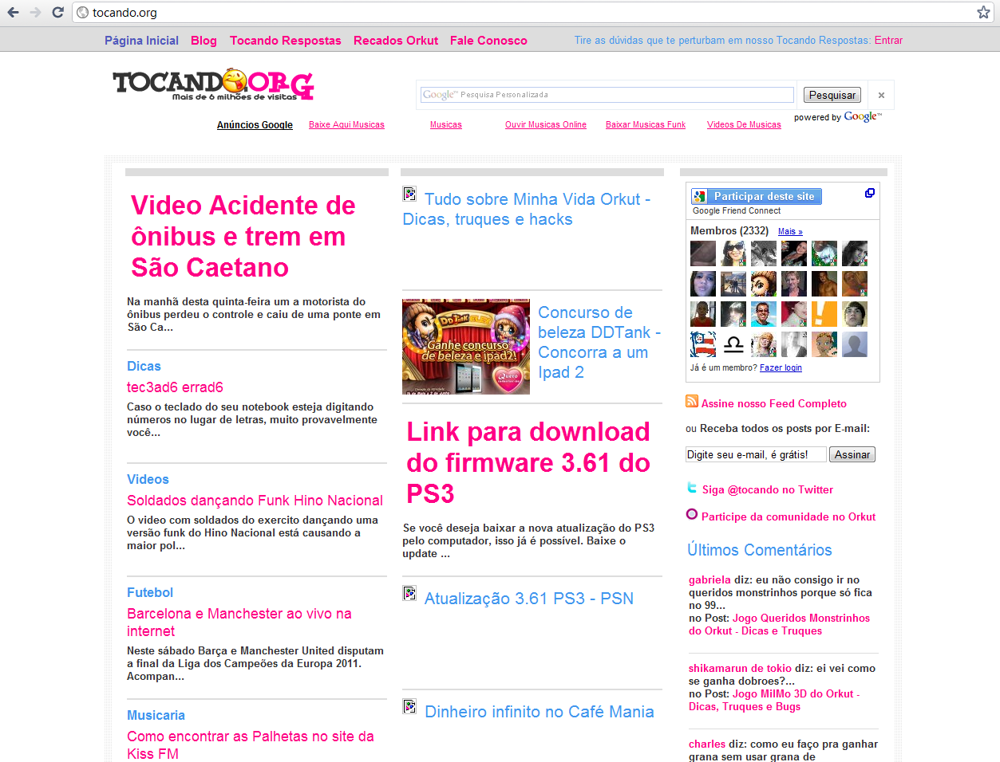 tocando.org
Página Inicial Blog Tocando Respostas Recados Orkut Fale Conosco Tire as dúvidas que te perturbam em nosso Tocando Respostas: Entrar
TOCANDO.ORG
Mais de 6 milhões de visitas
Google™ Pesquisa Personalizada Pesquisar ×
powered by Google™
Anúncios Google Baixe Aqui Musicas Musicas Ouvir Musicas Online Baixar Musicas Funk Videos De Musicas
Video Acidente de
ônibus e trem em
São Caetano
Na manhã desta quinta-feira um a motorista do
ônibus perdeu o controle e caiu de uma ponte em
São Ca...
Dicas
tec3ad6 errad6
Caso o teclado do seu notebook esteja digitando
números no lugar de letras, muito provavelmente
você...
Videos
Soldados dançando Funk Hino Nacional
O video com soldados do exercito dançando uma
versão funk do Hino Nacional está causando a
maior pol...
Futebol
Barcelona e Manchester ao vivo na
internet
Neste sábado Barça e Manchester United disputam
a final da Liga dos Campeões da Europa 2011.
Acompan...
Musicaria
Como encontrar as Palhetas no site da
Kiss FM
Tudo sobre Minha Vida Orkut -
Dicas, truques e hacks
DDTank
Ganhe concurso
de beleza e ipad2!
Quero
Concurso de
beleza DDTank -
Concorra a um
Ipad 2
Link para download
do firmware 3.61 do
PS3
Se você deseja baixar a nova atualização do PS3
pelo computador, isso já é possível. Baixe o
update ...
Atualização 3.61 PS3 - PSN
Dinheiro infinito no Café Mania
Participar deste site
Google Friend Connect
Membros (2332) Mais »
Já é um membro? Fazer login
Assine nosso Feed Completo
ou Receba todos os posts por E-mail:
Digite seu e-mail, é grátis! Assinar
Siga @tocando no Twitter
Participe da comunidade no Orkut
Últimos Comentários
gabriela diz: eu não consigo ir no
queridos monstrinhos porque só fica
no 99...
no Post: Jogo Queridos Monstrinhos
do Orkut - Dicas e Truques
shikamarun de tokio diz: ei vei como
se ganha dobroes?...
no Post: Jogo MilMo 3D do Orkut -
Dicas, Truques e Bugs
charles diz: como eu faço pra ganhar
grana sem usar grana de